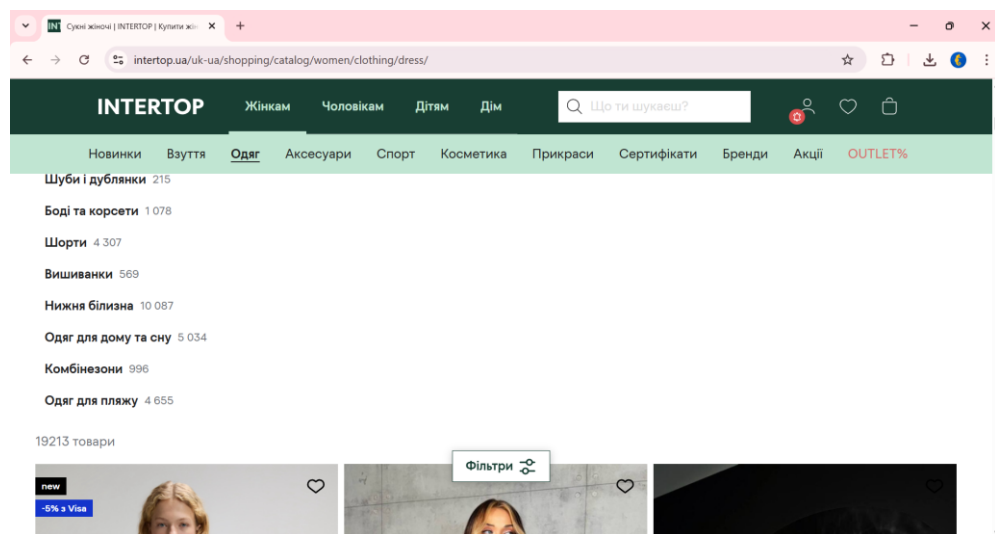 Сукні жіночі | INTERTOP | Купити жі
intertop.ua/uk-ua/shopping/catalog/women/clothing/dress/
INTERTOP Жінкам Чоловікам Дітям Дім Що ти шукаєш?
Новинки Взуття Одяг Аксесуари Спорт Косметика Прикраси Сертифікати Бренди Акції OUTLET%
Шуби і дублянки 215
Боді та корсети 1 078
Шорти 4 307
Вишиванки 569
Нижня білизна 10 087
Одяг для дому та сну 5 034
Комбінезони 996
Одяг для пляжу 4 655
19213 товари
Фільтри
new
-5% з Visa